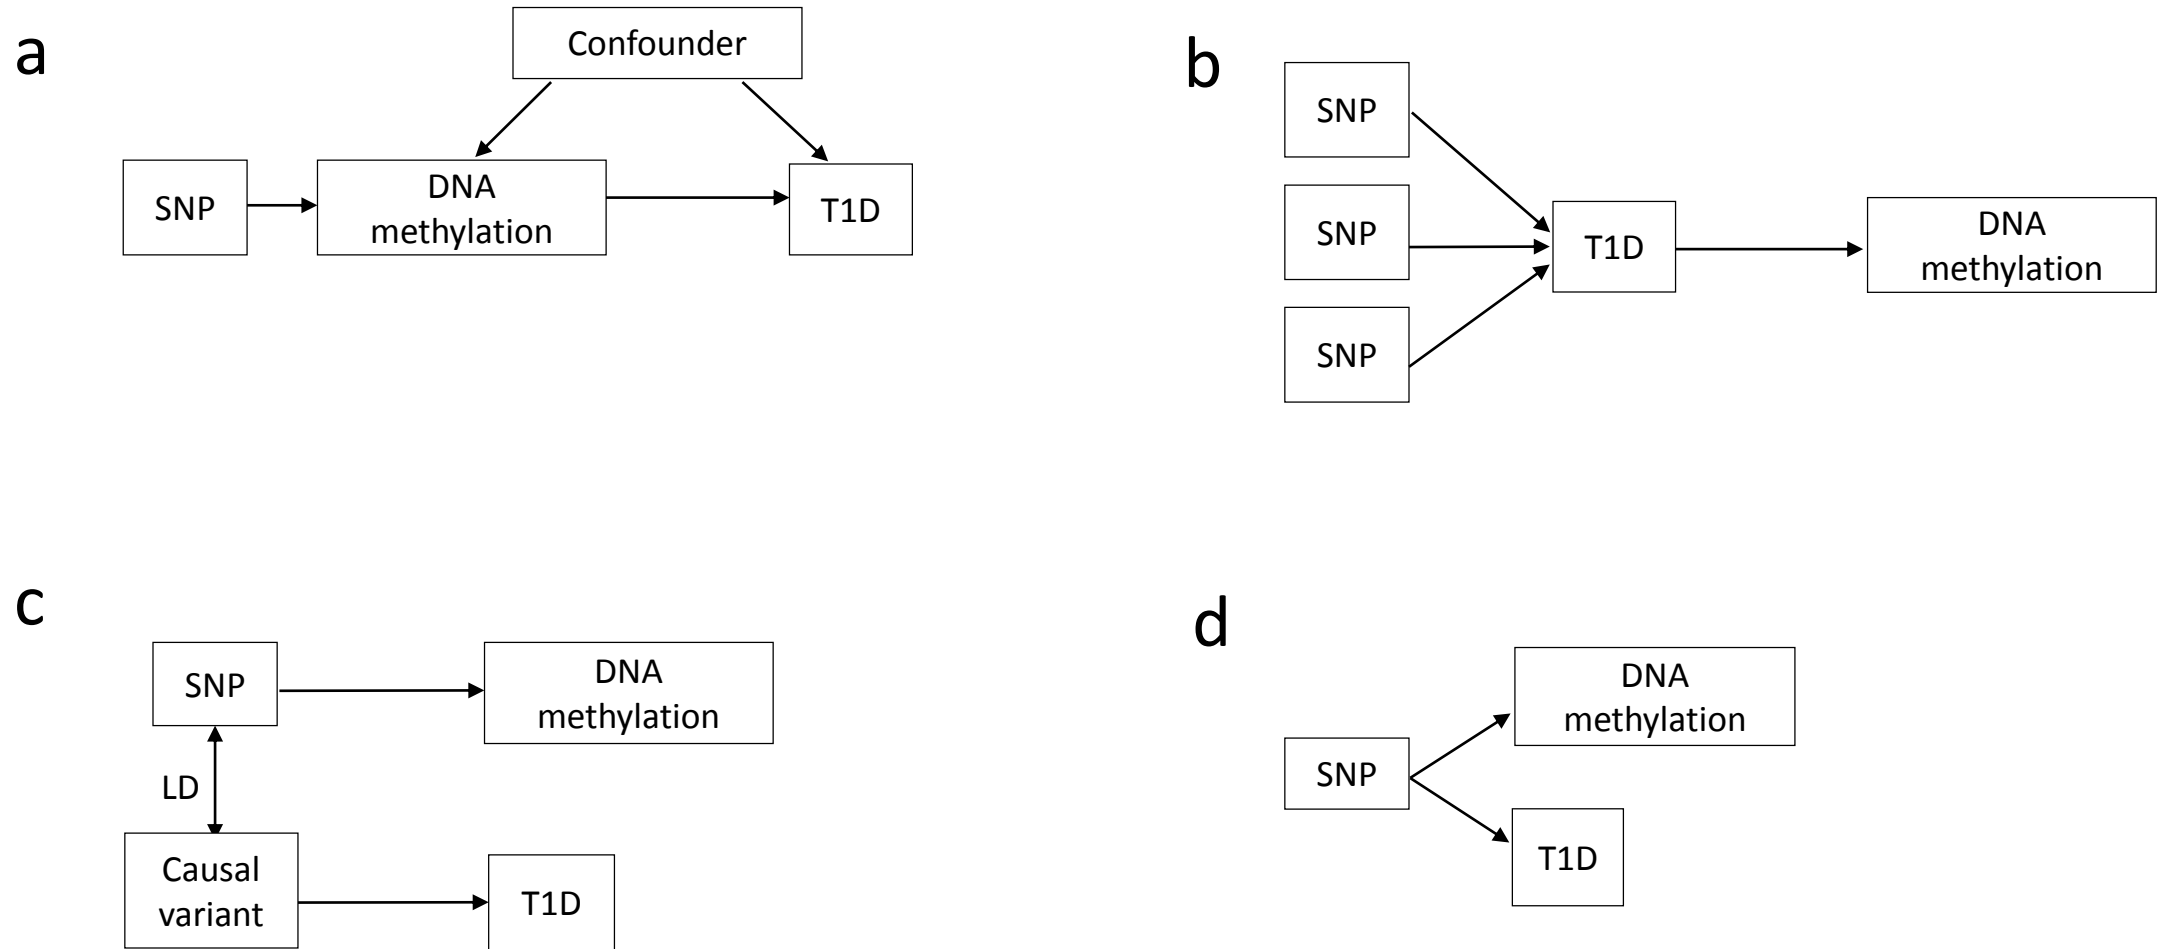 a
Confounder
SNP
DNA
methylation
T1D
b
SNP
SNP
SNP
T1D
DNA
methylation
c
SNP
DNA
methylation
LD
Causal
variant
T1D
d
SNP
DNA
methylation
T1D